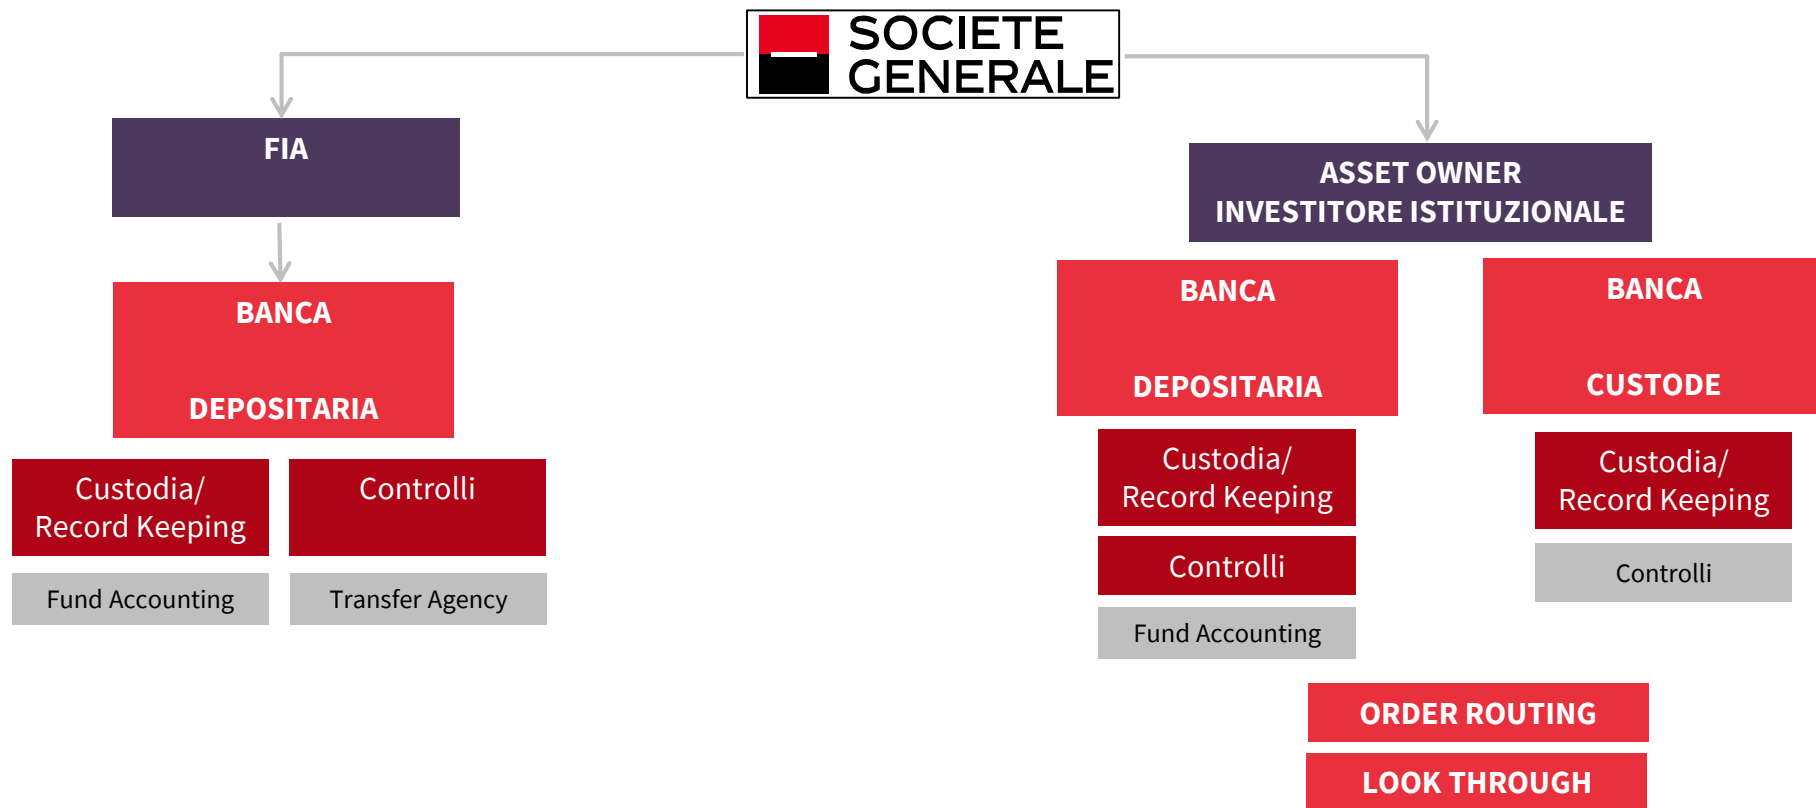 SOCIETE
GENERALE
FIA
BANCA
DEPOSITARIA
Custodia/
Record Keeping
Controlli
Fund Accounting
Transfer Agency
ASSET OWNER
INVESTITORE ISTITUZIONALE
BANCA
DEPOSITARIA
Custodia/
Record Keeping
Controlli
Fund Accounting
BANCA
CUSTODE
Custodia/
Record Keeping
Controlli
ORDER ROUTING
LOOK THROUGH